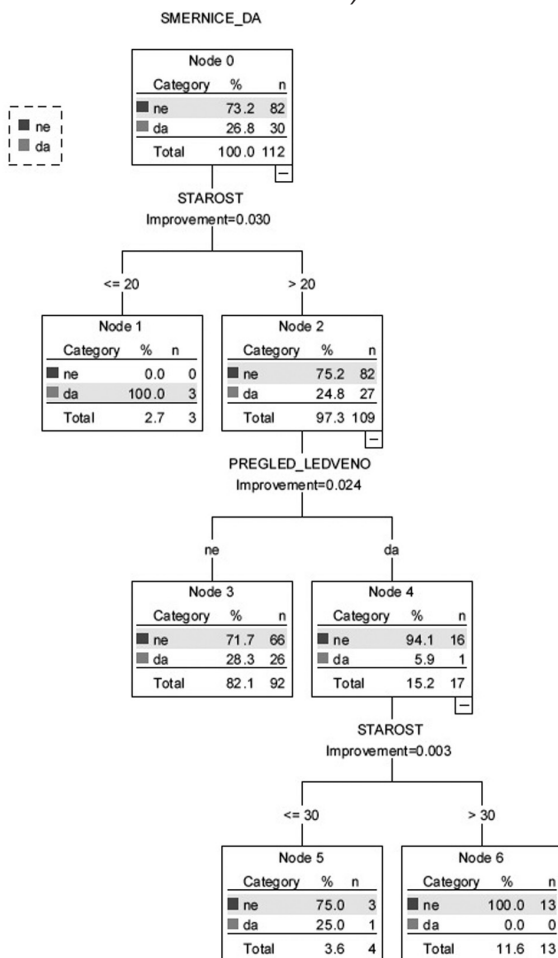 SMERNICE_DA
ne
da
Node 0
Category % n
ne 73.2 82
da 26.8 30
Total 100.0 112
STAROST
Improvement=0.030
<= 20
> 20
Node 1
Category % n
ne 0.0 0
da 100.0 3
Total 2.7 3
Node 2
Category % n
ne 75.2 82
da 24.8 27
Total 97.3 109
PREGLED_LEDVENO
Improvement=0.024
ne
da
Node 3
Category % n
ne 71.7 66
da 28.3 26
Total 82.1 92
Node 4
Category % n
ne 94.1 16
da 5.9 1
Total 15.2 17
STAROST
Improvement=0.003
<= 30
> 30
Node 5
Category % n
ne 75.0 3
da 25.0 1
Total 3.6 4
Node 6
Category % n
ne 100.0 13
da 0.0 0
Total 11.6 13